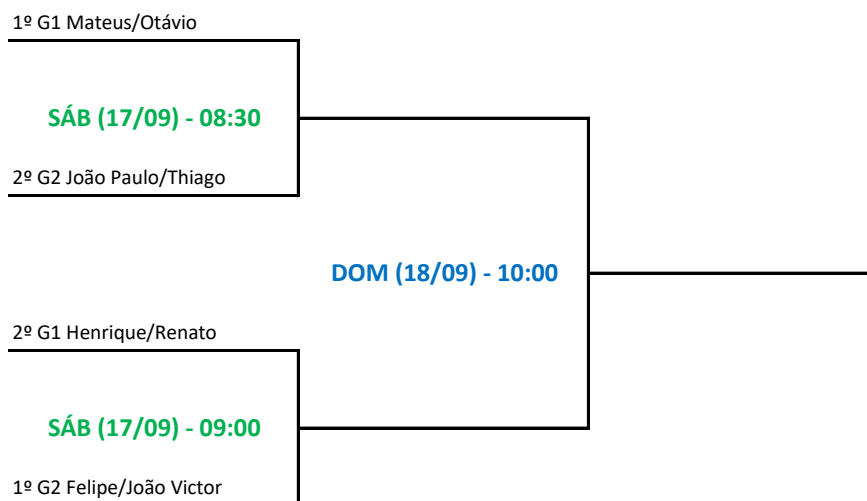 1º G1 Mateus/Otávio
SÁB (17/09) - 08:30
2º G2 João Paulo/Thiago
DOM (18/09) - 10:00
2º G1 Henrique/Renato
SÁB (17/09) - 09:00
1º G2 Felipe/João Victor